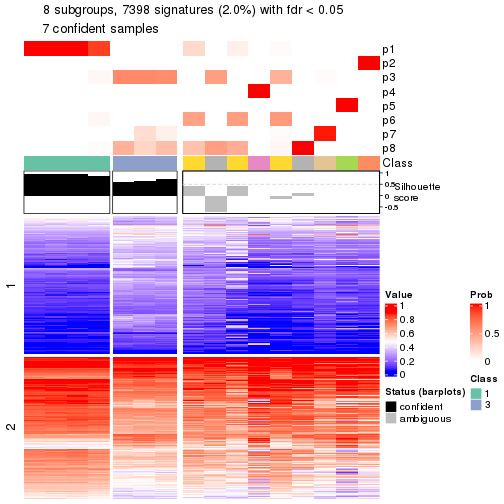 8 subgroups, 7398 signatures (2.0%) with fdr < 0.05
7 confident samples
p1
p2
p3
p4
p5
p6
p7
p8
Class
1
0.5
0
-0.5
Silhouette
score
1
2
Value
1
0.8
0.6
0.4
0.2
0
Prob
1
0.5
0
Status (barplots)
confident
ambiguous
Class
1
3